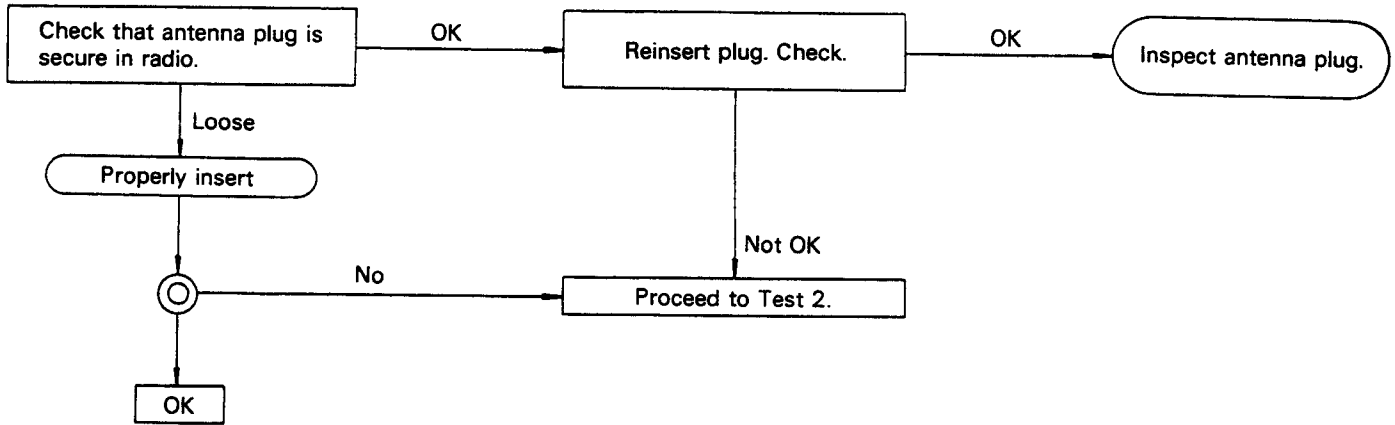 Check that antenna plug is
secure in radio.
OK
Reinsert plug. Check.
OK
Inspect antenna plug.
Loose
Properly insert
Not OK
No
Proceed to Test 2.
OK